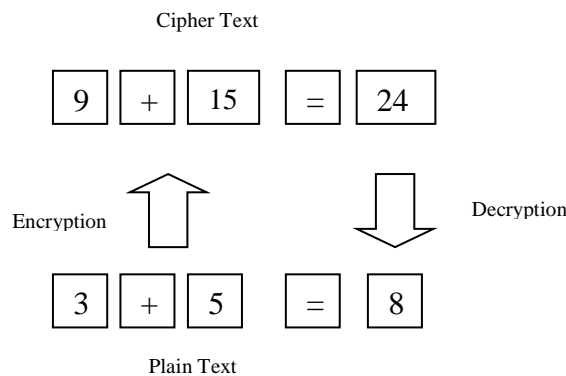 Cipher Text
9 + 15 = 24
Encryption
Decryption
3 + 5 = 8
Plain Text